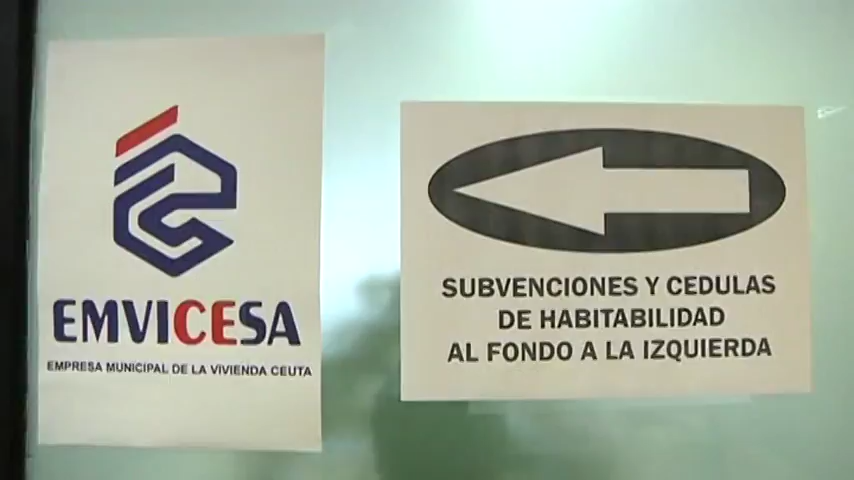 EMVICESA
EMPRESA MUNICIPAL DE LA VIVIENDA CEUTA
SUBVENCIONES Y CEDULAS
DE HABITABILIDAD
AL FONDO A LA IZQUIERDA